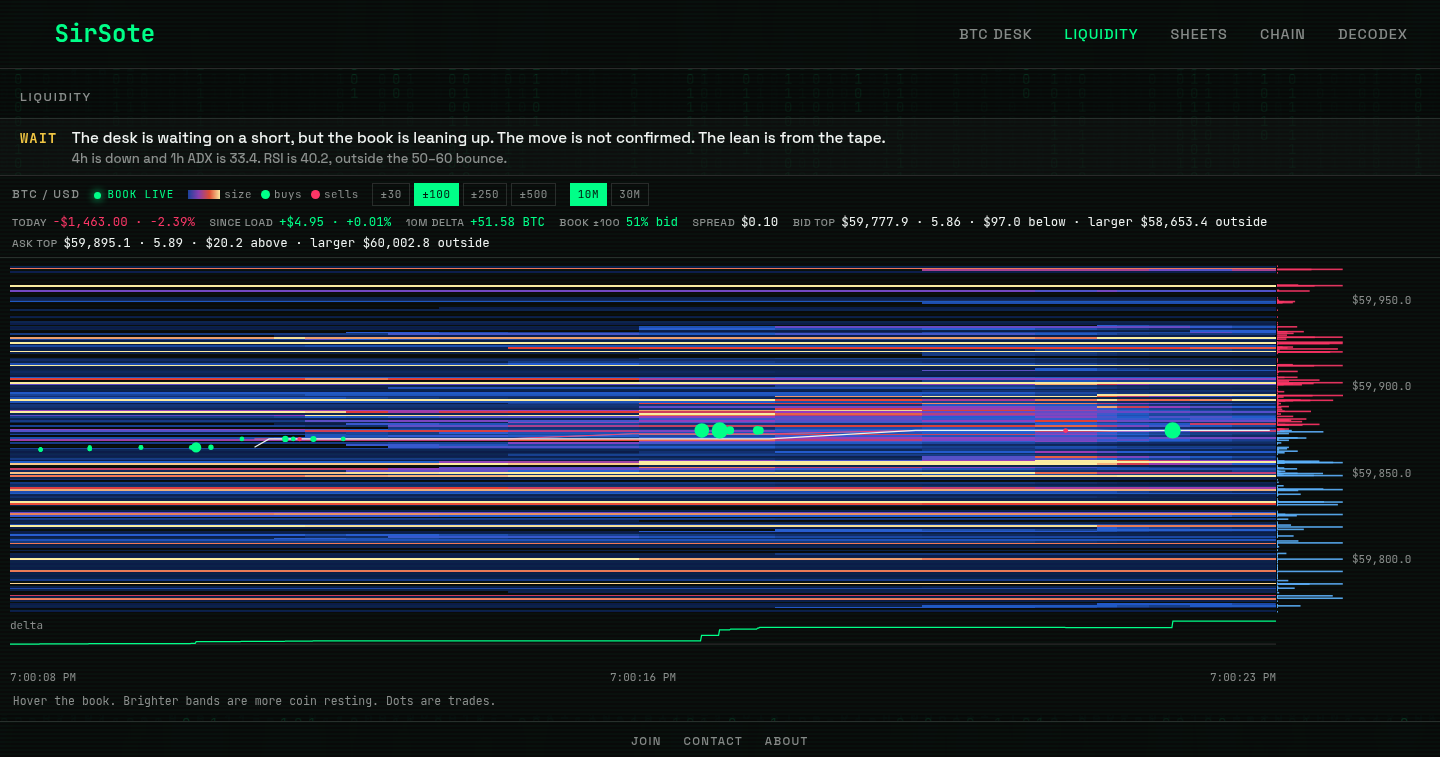 SirSote
BTC DESK LIQUIDITY SHEETS CHAIN DECODEX
LIQUIDITY
WAIT The desk is waiting on a short, but the book is leaning up. The move is not confirmed. The lean is from the tape.
4h is down and 1h ADX is 33.4. RSI is 40.2, outside the 50–60 bounce.
BTC / USD BOOK LIVE size buys sells ±30 ±100 ±250 ±500 10M 30M
TODAY -$1,463.00 · -2.39% SINCE LOAD +$4.95 · +0.01% 10M DELTA +51.58 BTC BOOK ±100 51% bid SPREAD $0.10 BID TOP $59,777.9 · 5.86 · $97.0 below · larger $58,653.4 outside
ASK TOP $59,895.1 · 5.89 · $20.2 above · larger $60,002.8 outside
$59,950.0
$59,900.0
$59,850.0
$59,800.0
delta
7:00:08 PM 7:00:16 PM 7:00:23 PM
Hover the book. Brighter bands are more coin resting. Dots are trades.
JOIN CONTACT ABOUT